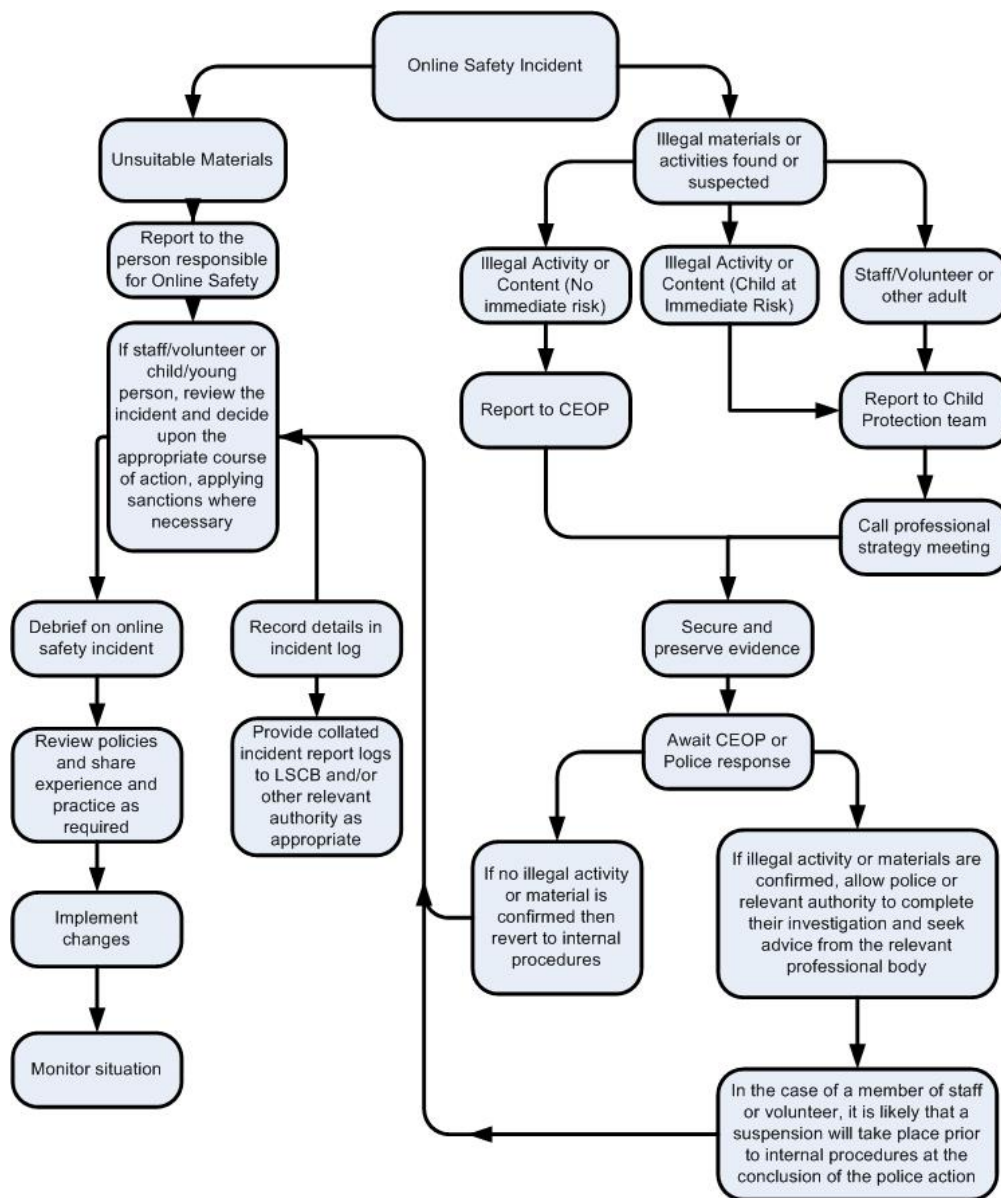 Online Safety Incident
Unsuitable Materials
Report to the
person responsible
for Online Safety
If staff/volunteer or
child/young
person, review the
incident and decide
upon the
appropriate course
of action, applying
sanctions where
necessary
Debrief on online
safety incident
Review policies
and share
experience and
practice as
required
Implement
changes
Monitor situation
Record details in
incident log
Provide collated
incident report logs
to LSCB and/or
other relevant
authority as
appropriate
Illegal materials or
activities found or
suspected
Illegal Activity or
Content (No
immediate risk)
Illegal Activity or
Content (Child at
Immediate Risk)
Staff/Volunteer or
other adult
Report to CEOP
Report to Child
Protection team
Call professional
strategy meeting
Secure and
preserve evidence
Await CEOP or
Police response
If no illegal activity
or material is
confirmed then
revert to internal
procedures
If illegal activity or materials are
confirmed, allow police or
relevant authority to complete
their investigation and seek
advice from the relevant
professional body
In the case of a member of staff
or volunteer, it is likely that a
suspension will take place prior
to internal procedures at the
conclusion of the police action